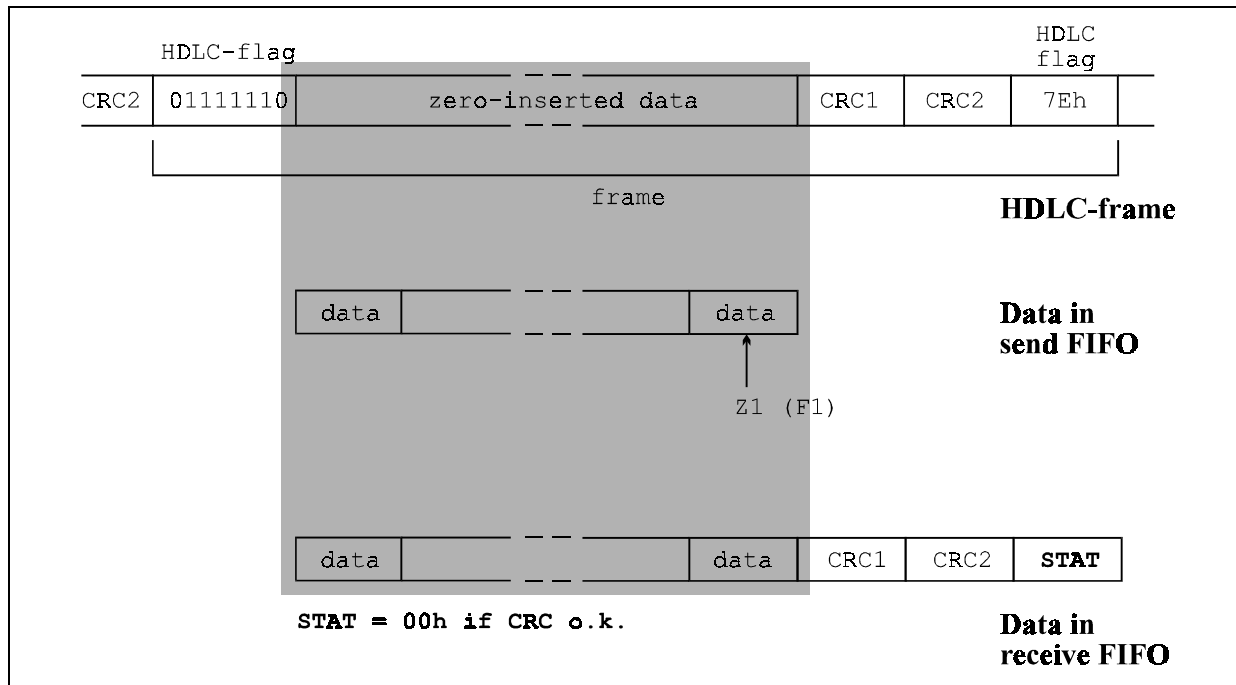 HDLC-flag
HDLC
flag
CRC2 01111110 zero-inserted data CRC1 CRC2 7Eh
frame
HDLC-frame
data data
Data in
send FIFO
Z1 (F1)
data data CRC1 CRC2 STAT
STAT = 00h if CRC o.k.
Data in
receive FIFO